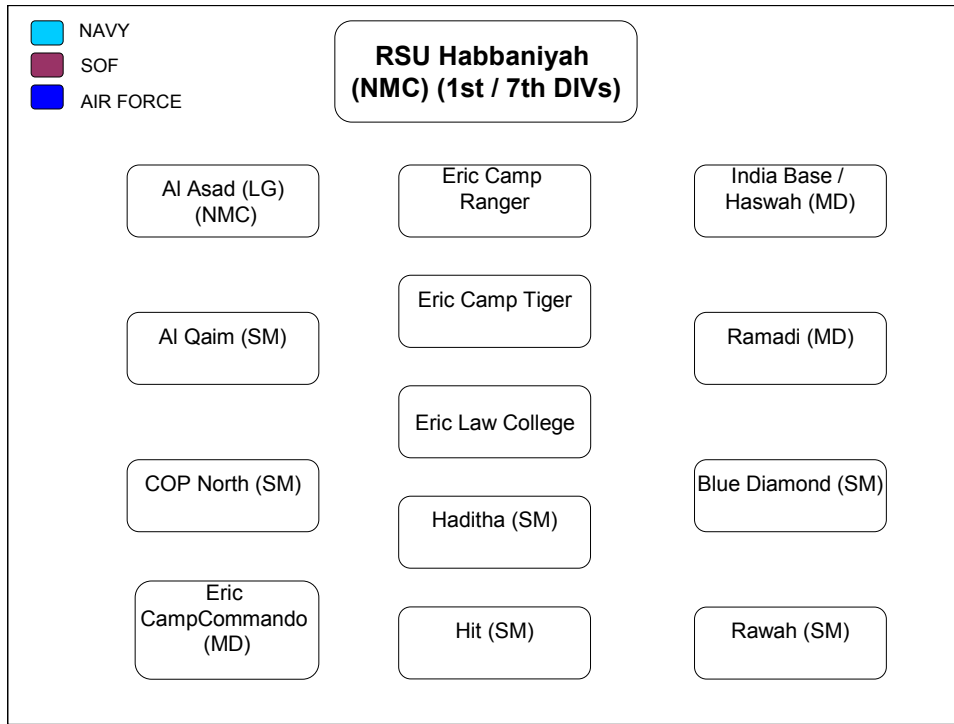 NAVY
SOF
AIR FORCE
RSU Habbaniyah
(NMC) (1st / 7th DIVs)
Al Asad (LG)
(NMC)
Al Qaim (SM)
COP North (SM)
Eric
CampCommando
(MD)
Eric Camp
Ranger
Eric Camp Tiger
Eric Law College
Haditha (SM)
Hit (SM)
India Base /
Haswah (MD)
Ramadi (MD)
Blue Diamond (SM)
Rawah (SM)